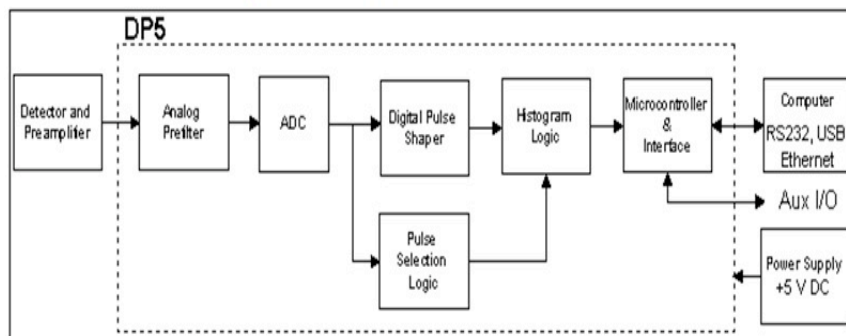 DP5
Detector and
Preamplifier
Analog
Prefilter
ADC
Digital Pulse
Shaper
Histogram
Logic
Microcontroller
&
Interface
Computer
RS232, USB
Ethernet
Aux I/O
Pulse
Selection
Logic
Power Supply
+5 V DC